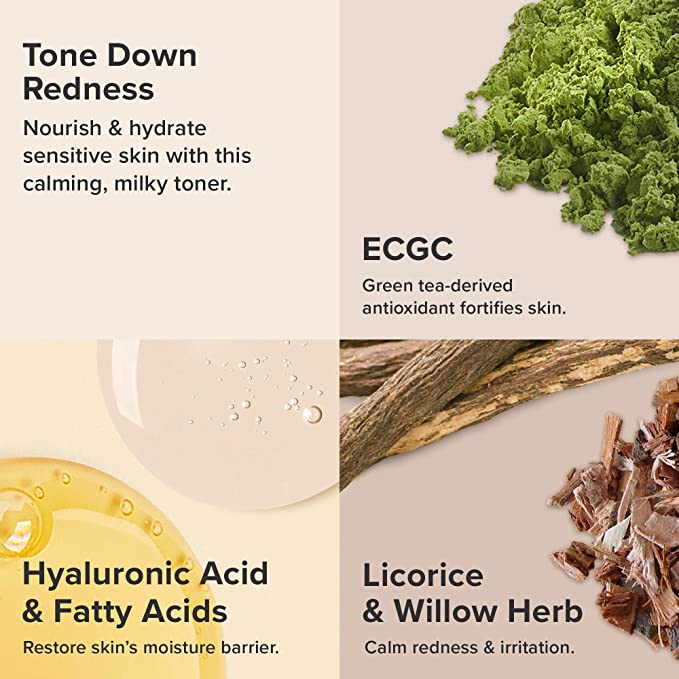 Tone Down
Redness
Nourish & hydrate
sensitive skin with this
calming, milky toner.
ECGC
Green tea-derived
antioxidant fortifies skin.
Hyaluronic Acid
& Fatty Acids
Restore skin's moisture barrier.
Licorice
& Willow Herb
Calm redness & irritation.